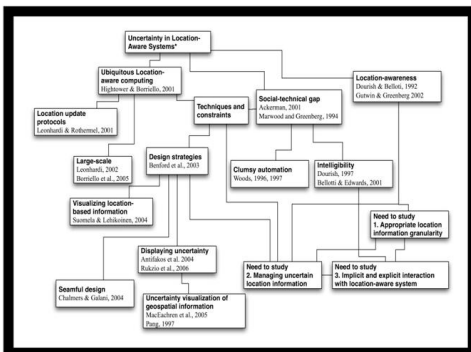 Uncertainty in Location-
Aware Systems*
Ubiquitous Location-
aware computing
Hightower & Borriello, 2001
Location-awareness
Dourish & Belloti, 1992
Gutwin & Greenberg 2002
Location update
protocols
Leonhardi & Rothermel, 2001
Techniques and
constraints
Social-technical gap
Ackerman, 2001
Marwood and Greenberg, 1994
Large-scale
Leonhardi, 2002
Borriello et al., 2005
Design strategies
Benford et al., 2003
Clumsy automation
Woods, 1996, 1997
Intelligibility
Dourish, 1997
Bellotti & Edwards, 2001
Visualizing location-
based information
Suomela & Lehikoinen, 2004
Need to study
1. Appropriate location
information granularity
Displaying uncertainty
Antifakos et al. 2004
Rukzio et al., 2006
Need to study
2. Managing uncertain
location information
Need to study
3. Implicit and explicit interaction
with location-aware system
Seamful design
Chalmers & Galani, 2004
Uncertainty visualization of
geospatial information
MacEachren et al., 2005
Pang, 1997